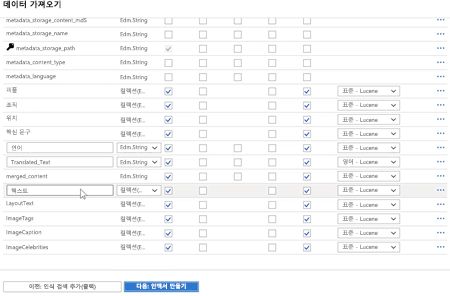 데이터 가져오기
metadata_storage_content_md5 Edm.String
metadata_storage_name Edm.String
metadata_storage_path Edm.String
metadata_content_type Edm.String
metadata_language Edm.String
피플 컬렉션(E... 표준 - Lucene
조직 컬렉션(E... 표준 - Lucene
위치 컬렉션(E... 표준 - Lucene
핵심 문구 컬렉션(E... 표준 - Lucene
언어 Edm.String 표준 - Lucene
Translated_Text Edm.String 영어 - Lucene
merged_content Edm.String 표준 - Lucene
텍스트 컬렉션(... 표준 - Lucene
LayoutText 컬렉션(E... 표준 - Lucene
ImageTags 컬렉션(E... 표준 - Lucene
ImageCaption 컬렉션(E... 표준 - Lucene
ImageCelebrities 컬렉션(E... 표준 - Lucene
이전: 인식 검색 추가(클릭) 다음: 인덱서 만들기